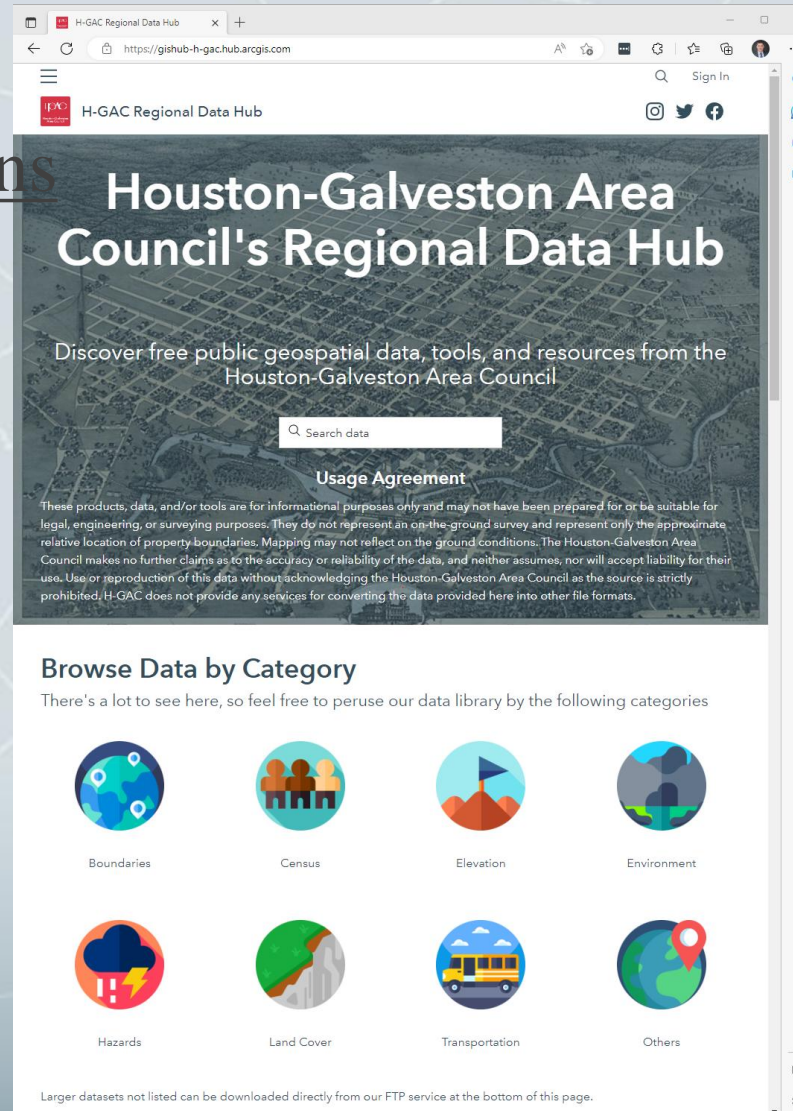 H-GAC Regional Data Hub
https://gishub-h-gac.hub.arcgis.com
Sign In
H-GAC Regional Data Hub
ns
Houston-Galveston Area
Council's Regional Data Hub
Discover free public geospatial data, tools, and resources from the
Houston-Galveston Area Council
Search data
Usage Agreement
These products, data, and/or tools are for informational purposes only and may not have been prepared for or be suitable for
legal, engineering, or surveying purposes. They do not represent an on-the-ground survey and represent only the approximate
relative location of property boundaries. Mapping may not reflect on the ground conditions. The Houston-Galveston Area
Council makes no further claims as to the accuracy or reliability of the data, and neither assumes, nor will accept liability for their
use. Use or reproduction of this data without acknowledging the Houston-Galveston Area Council as the source is strictly
prohibited. H-GAC does not provide any services for converting the data provided here into other file formats.
Browse Data by Category
There's a lot to see here, so feel free to peruse our data library by the following categories
Boundaries
Census
Elevation
Environment
Hazards
Land Cover
Transportation
Others
Larger datasets not listed can be downloaded directly from our FTP service at the bottom of this page.